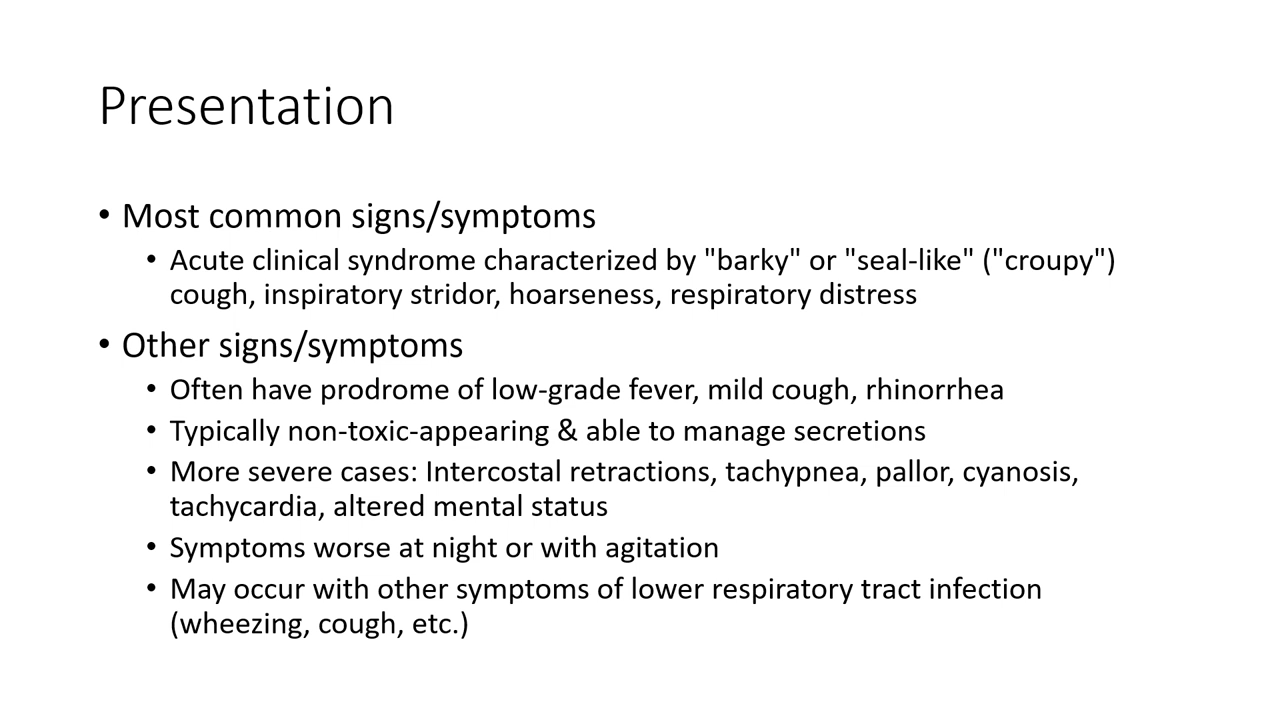 Presentation
• Most common signs/symptoms
• Acute clinical syndrome characterized by "barky" or "seal-like" ("croupy")
cough, inspiratory stridor, hoarseness, respiratory distress
• Other signs/symptoms
• Often have prodrome of low-grade fever, mild cough, rhinorrhea
• Typically non-toxic-appearing & able to manage secretions
• More severe cases: Intercostal retractions, tachypnea, pallor, cyanosis,
tachycardia, altered mental status
• Symptoms worse at night or with agitation
• May occur with other symptoms of lower respiratory tract infection
(wheezing, cough, etc.)